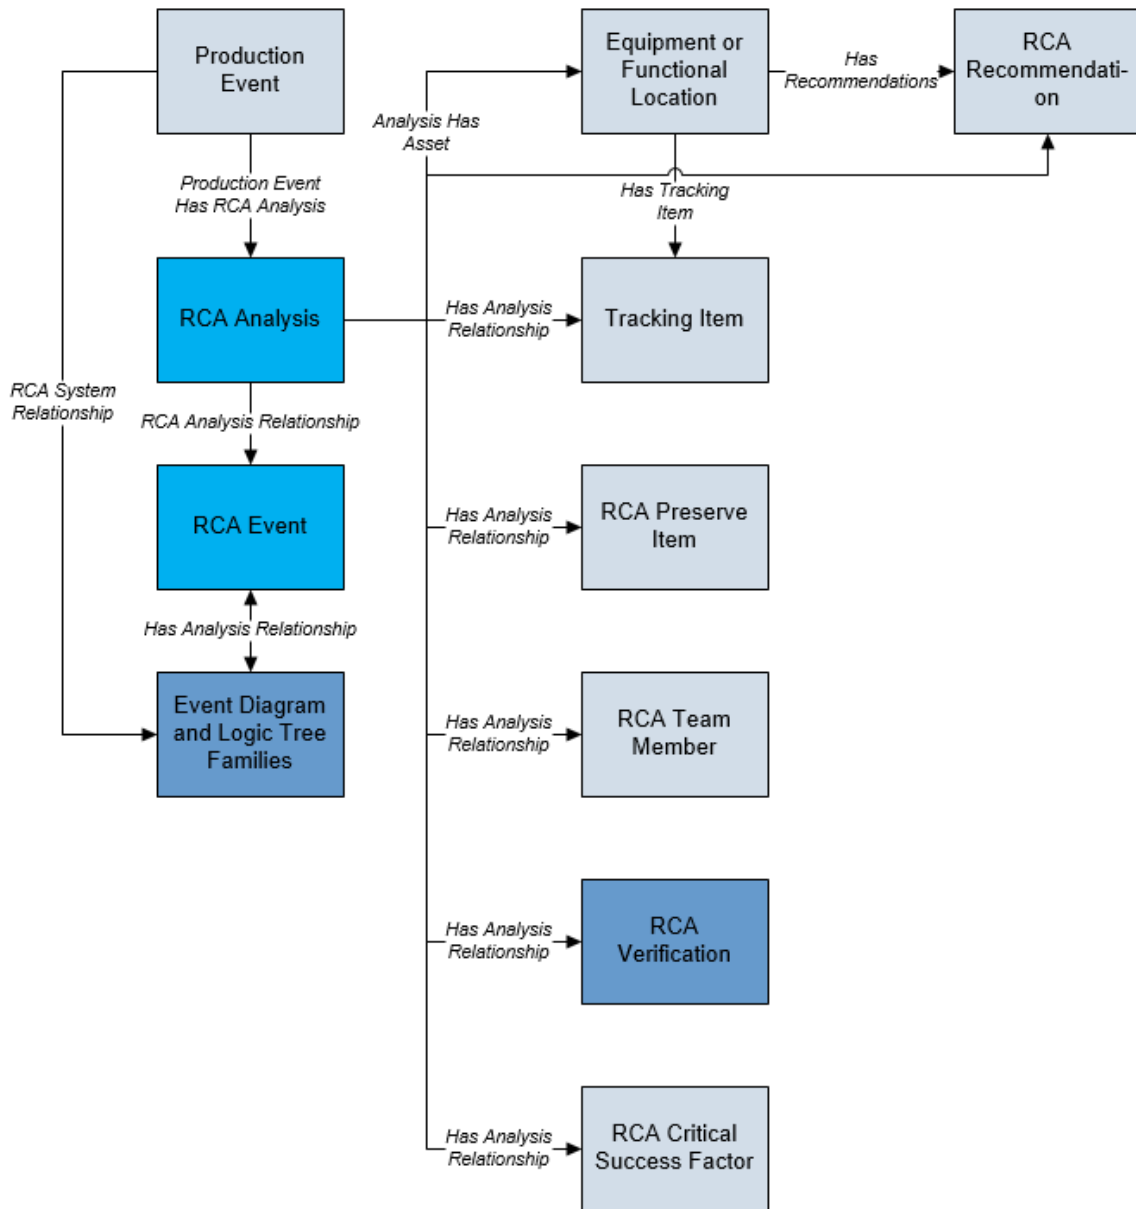 Production
Event
Equipment or
Functional
Location
Has
Recommendations
RCA
Recommendati-
on
Analysis Has
Asset
Production Event
Has RCA Analysis
Has Tracking
Item
RCA Analysis
Has Analysis
Relationship
Tracking Item
RCA System
Relationship
RCA Analysis Relationship
RCA Event
Has Analysis
Relationship
RCA Preserve
Item
Has Analysis Relationship
Event Diagram
and Logic Tree
Families
Has Analysis
Relationship
RCA Team
Member
Has Analysis
Relationship
RCA
Verification
Has Analysis
Relationship
RCA Critical
Success Factor